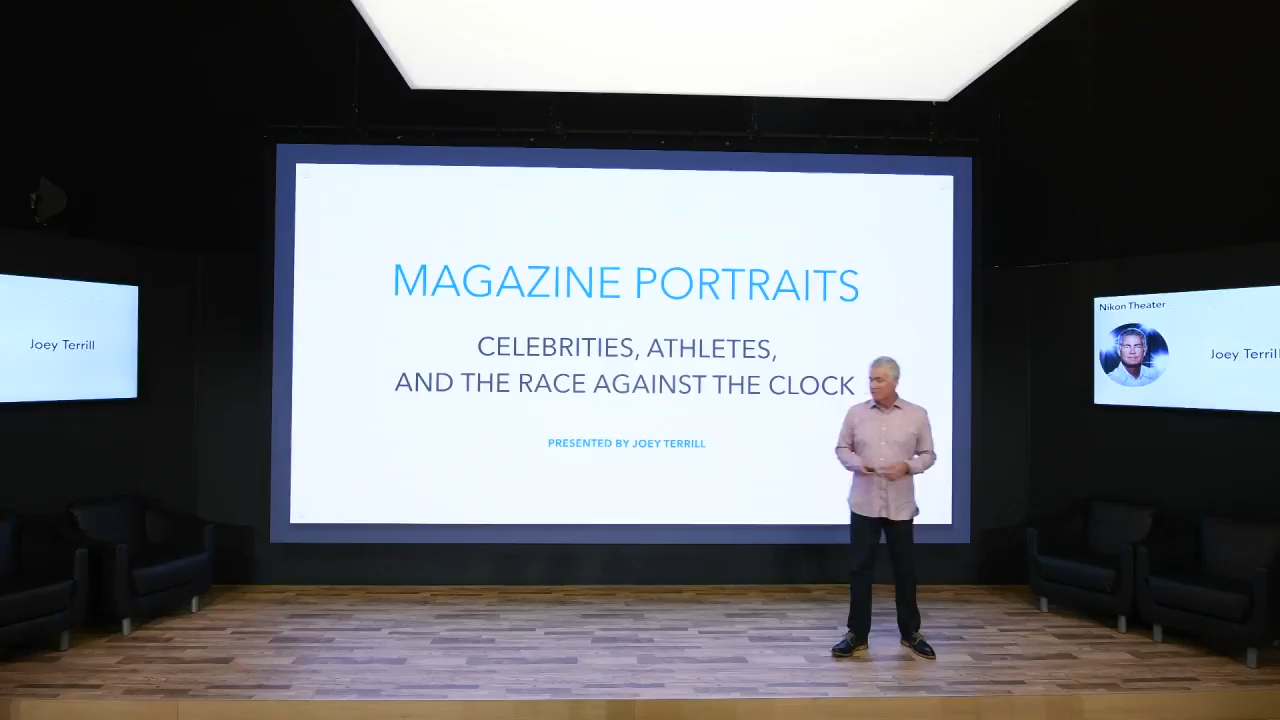 MAGAZINE PORTRAITS
CELEBRITIES, ATHLETES,
AND THE RACE AGAINST THE CLOCK
PRESENTED BY JOEY TERRILL
Joey Terrill
Nikon Theater
Joey Terrill